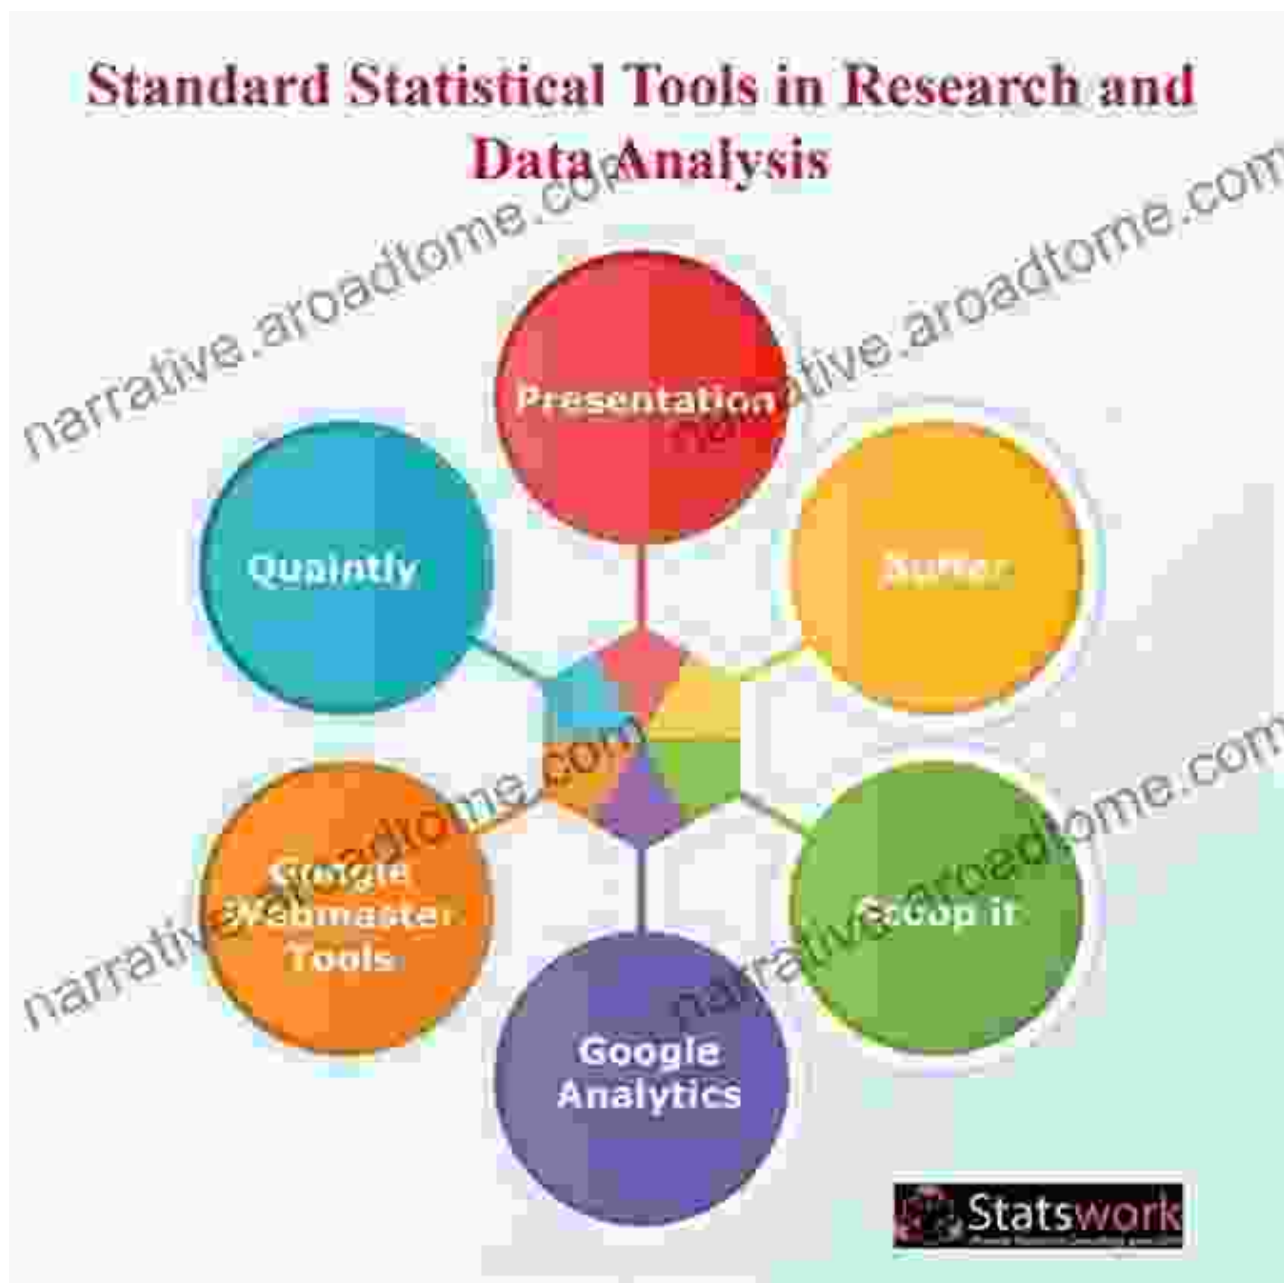 Standard Statistical Tools in Research and
Data Analysis
Presentation
Quaintly
Buffer
Google
Webmaster
Tools
Scoop it
Google
Analytics
Statswork
narrative.aroadtome.com
narrative.aroadtome.com
narrative.aroadtome.com
narrative.aroadtome.com